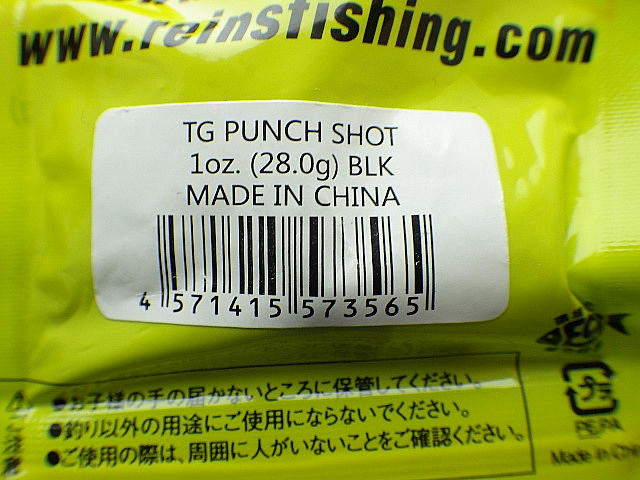 www.reinsfishing.com
TG PUNCH SHOT
1oz. (28.0g) BLK
MADE IN CHINA
4 571415 573565
●お子様の手の届かないところに保管してください。
●釣り以外の用途にご使用にならないでください。
●ご使用の際は、周囲に人がいないことをご確認ください。
プラ
PE,PA
Made in Chin